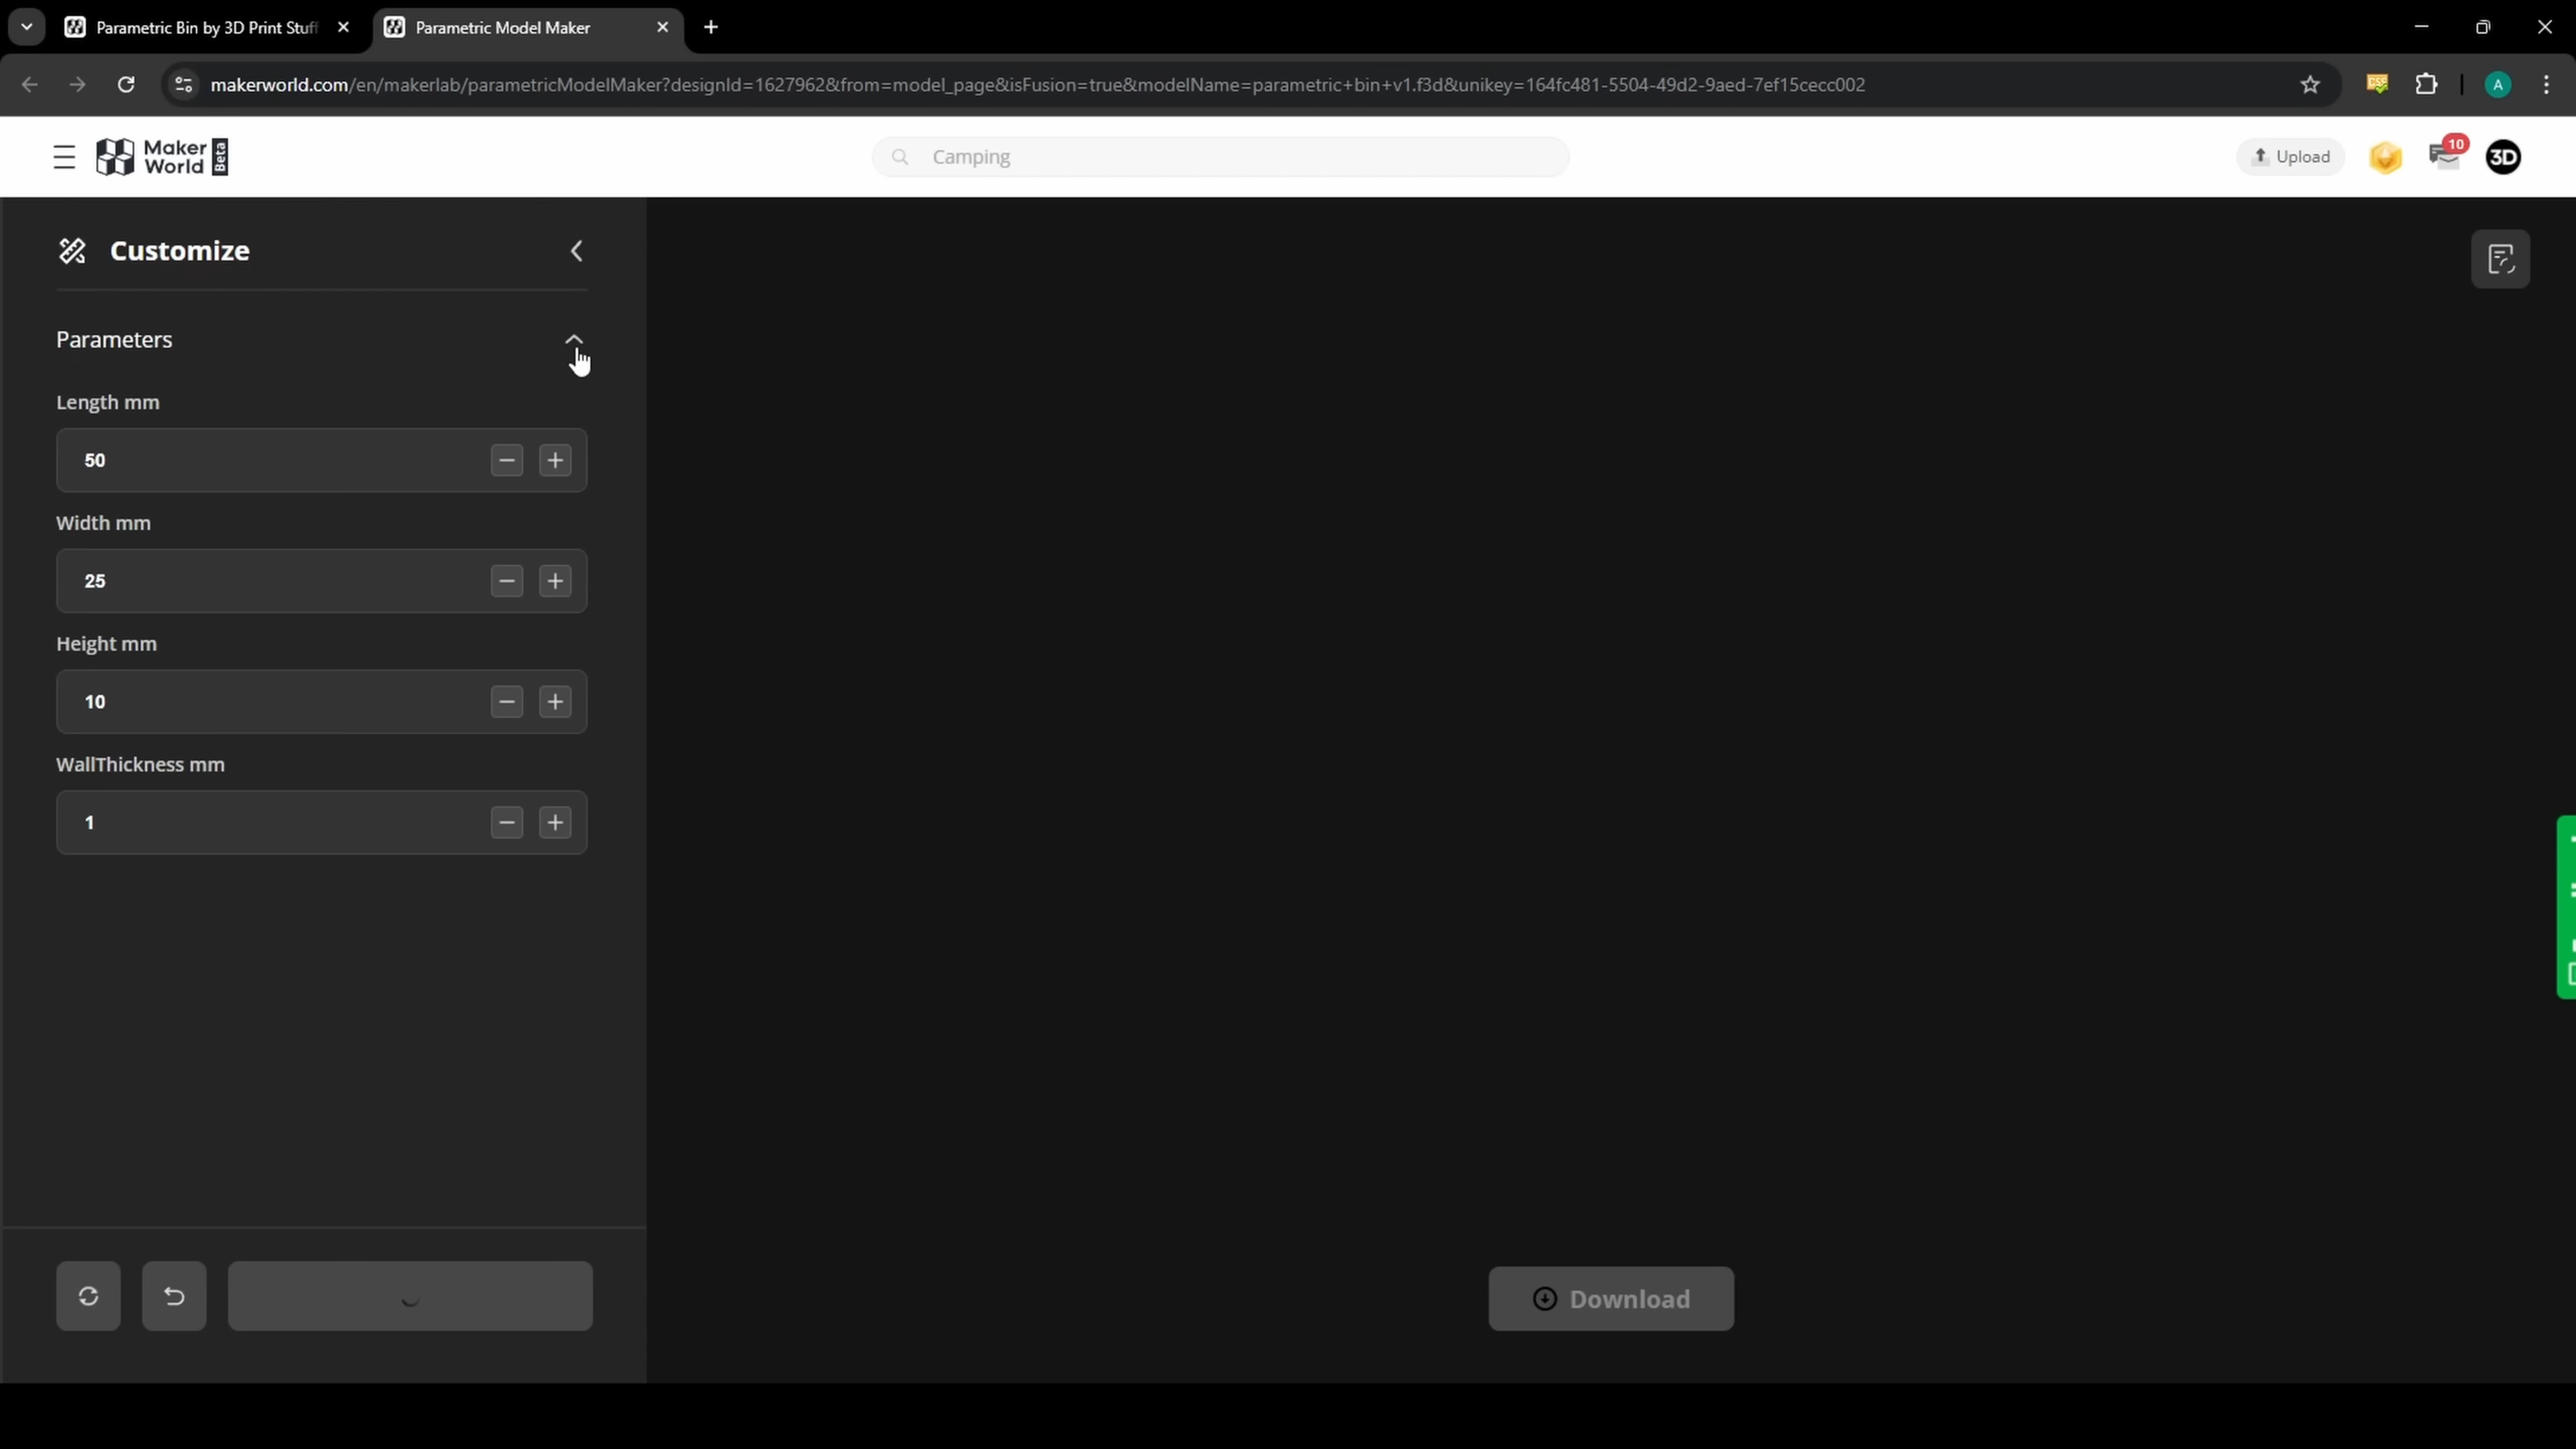 Parametric Bin by 3D Print Stuff
Parametric Model Maker
makerworld.com/en/makerlab/parametricModelMaker?designId=1627962&from=model_page&isFusion=true&modelName=parametric+bin+v1.f3d&unikey=164fc481-5504-49d2-9aed-7ef15cecc002
A
Maker
World
Beta
Camping
Upload
10
3D
Customize
Parameters
Length mm
50
Width mm
25
Height mm
10
WallThickness mm
1
Download